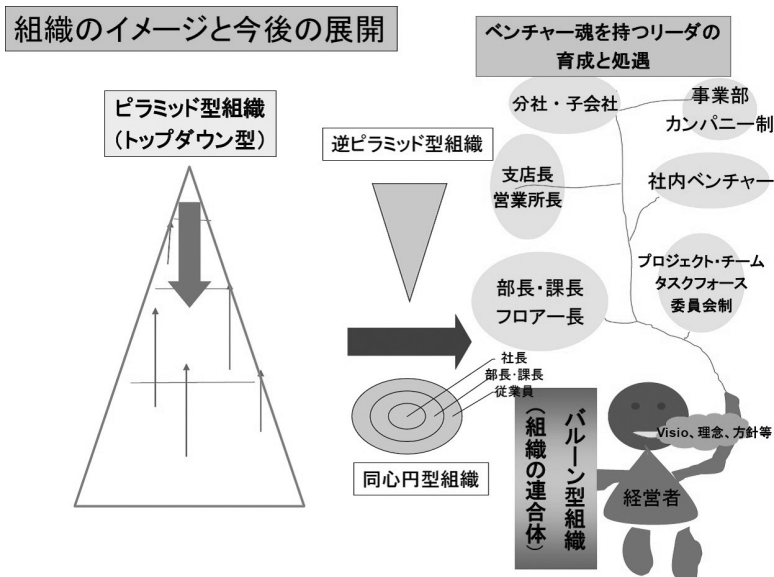 組織のイメージと今後の展開
ピラミッド型組織
（トップダウン型）
逆ピラミッド型組織
社長
部長・課長
従業員
同心円型組織
ベンチャー魂を持つリーダの
育成と処遇
分社・子会社
事業部
カンパニー制
支店長
営業所長
社内ベンチャー
部長・課長
フロアー長
プロジェクト・チーム
タスクフォース
委員会制
バルーン型組織
（組織の連合体）
Visio、理念、方針等
経営者